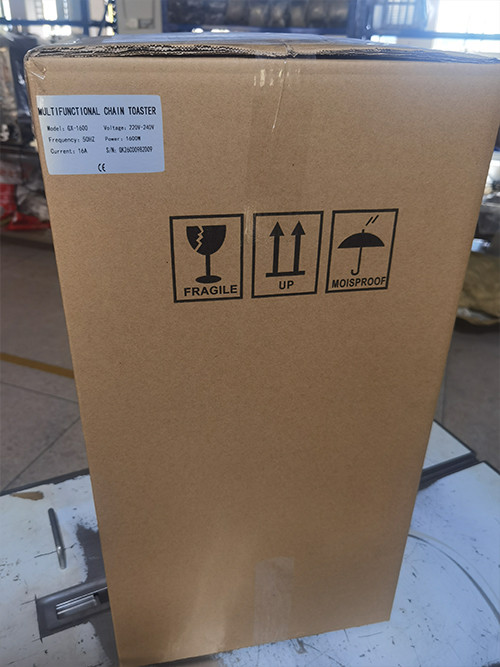 MULTIFUNCTIONAL CHAIN TOASTER
Model: GX-1600 Voltage: 220V-240V
Frequency: 50HZ Power: 1600W
Current: 16A S/N: GK26000982009
CE
FRAGILE
UP
MOISPROOF